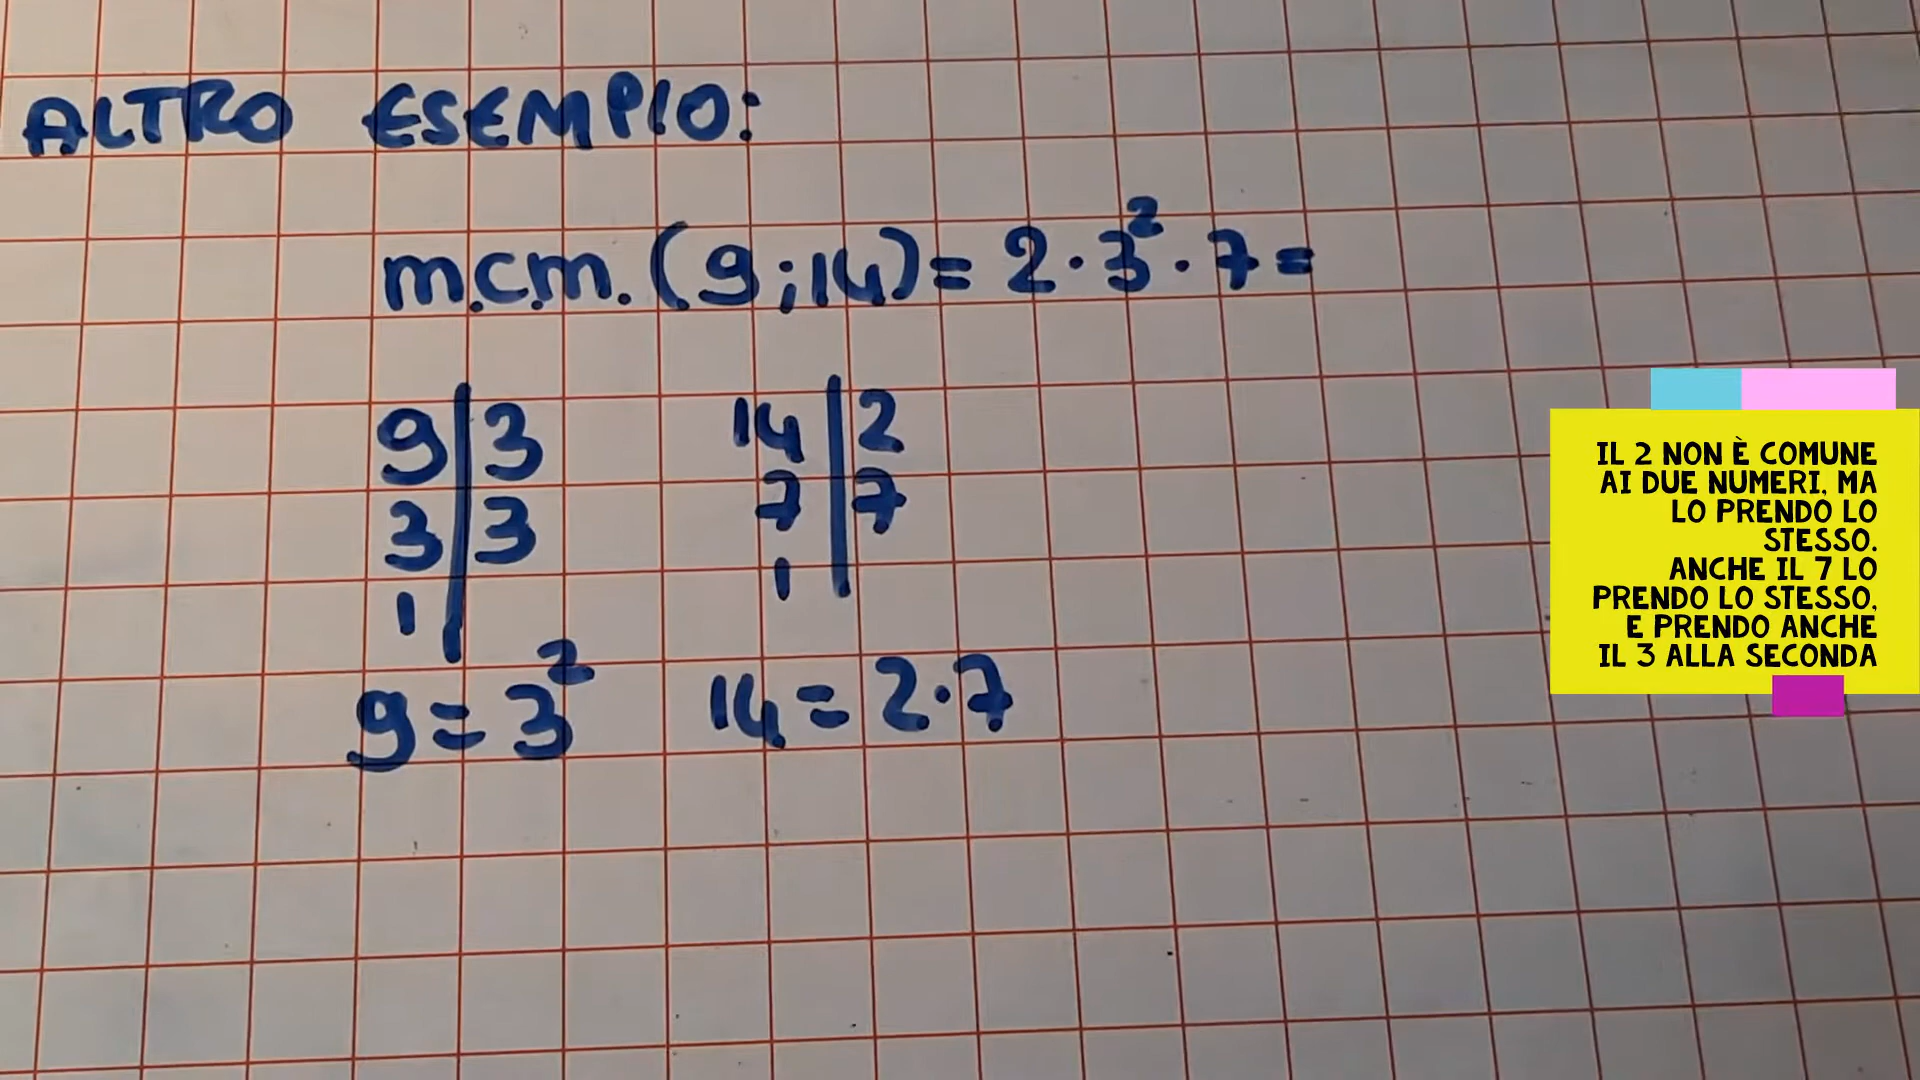 ALTRO ESEMPIO:
m.c.m. (9;14) = 2·3²·7 =
9|3 14|2
3|3 7|7
1| 1|
9=3² 14=2·7
IL 2 NON È COMUNE
AI DUE NUMERI, MA
LO PRENDO LO
STESSO.
ANCHE IL 7 LO
PRENDO LO STESSO,
E PRENDO ANCHE
IL 3 ALLA SECONDA